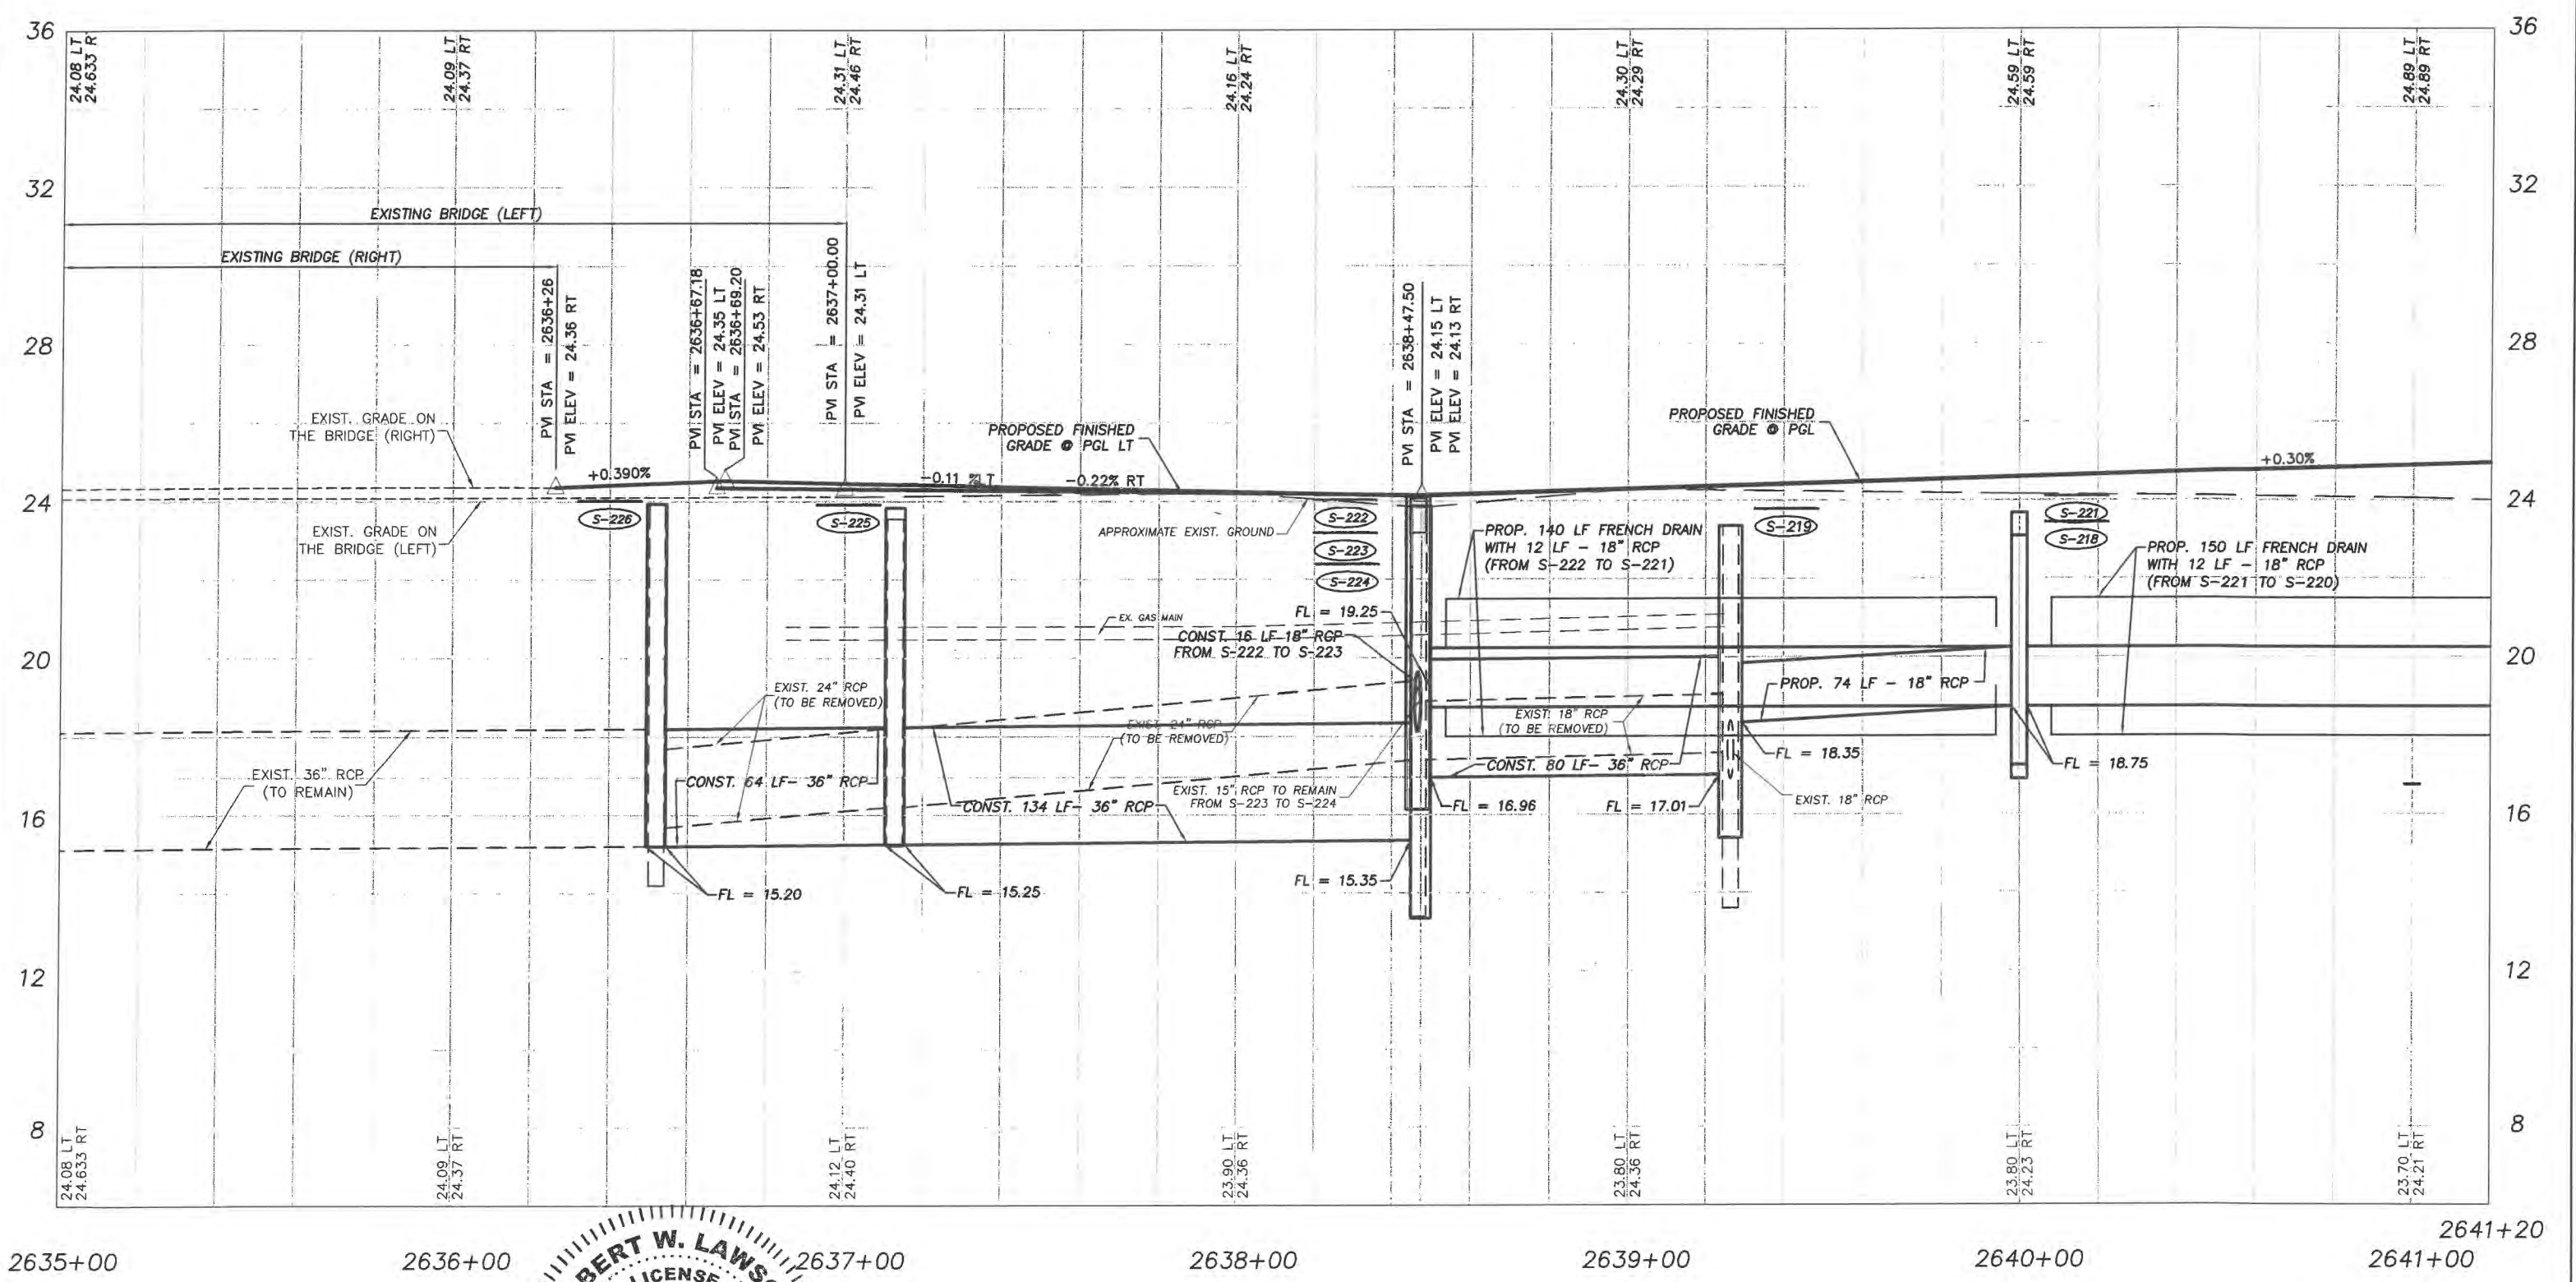 36
36
24.08 LT
24.633 R
24.09 LT
24.37 RT
24.31 LT
24.46 RT
24.16 LT
24.24 RT
24.30 LT
24.29 RT
24.59 LT
24.59 RT
24.89 LT
24.89 RT
32
32
EXISTING BRIDGE (LEFT)
EXISTING BRIDGE (RIGHT)
PVI STA = 2636+26
PVI ELEV = 24.36 RT
PVI STA = 2636+67.18
PVI ELEV = 24.35 LT
PVI STA = 2636+69.20
PVI ELEV = 24.53 RT
PVI STA = 2637+00.00
PVI ELEV = 24.31 LT
PVI STA = 2638+47.50
PVI ELEV = 24.15 LT
PVI ELEV = 24.13 RT
28
28
EXIST. GRADE ON
THE BRIDGE (RIGHT)
PROPOSED FINISHED
GRADE @ PGL LT
PROPOSED FINISHED
GRADE @ PGL
+0.390%
-0.11 %
-0.22% RT
+0.30%
24
24
EXIST. GRADE ON
THE BRIDGE (LEFT)
S-226
S-225
APPROXIMATE EXIST. GROUND
S-222
S-223
S-224
PROP. 140 LF FRENCH DRAIN
WITH 12 LF - 18" RCP
(FROM S-222 TO S-221)
S-219
S-221
S-218
PROP. 150 LF FRENCH DRAIN
WITH 12 LF - 18" RCP
(FROM S-221 TO S-220)
EX. GAS MAIN
FL = 19.25
CONST. 16 LF-18" RCP
FROM S-222 TO S-223
20
20
EXIST. 24" RCP
(TO BE REMOVED)
EXIST. 24" RCP
(TO BE REMOVED)
EXIST. 18" RCP
(TO BE REMOVED)
PROP. 74 LF - 18" RCP
EXIST. 36" RCP
(TO REMAIN)
CONST. 64 LF- 36" RCP
CONST. 134 LF- 36" RCP
EXIST. 15" RCP TO REMAIN
FROM S-223 TO S-224
CONST. 80 LF- 36" RCP
FL = 18.35
FL = 18.75
FL = 16.96
FL = 17.01
EXIST. 18" RCP
16
16
FL = 15.20
FL = 15.25
FL = 15.35
12
12
8
8
24.08 LT
24.633 RT
24.09 LT
24.37 RT
24.12 LT
24.40 RT
23.90 LT
24.36 RT
23.80 LT
24.36 RT
23.80 LT
24.23 RT
23.70 LT
24.21 RT
2641+20
2635+00
2636+00
2637+00
2638+00
2639+00
2640+00
2641+00
BERT W. LAWS
LICENSE